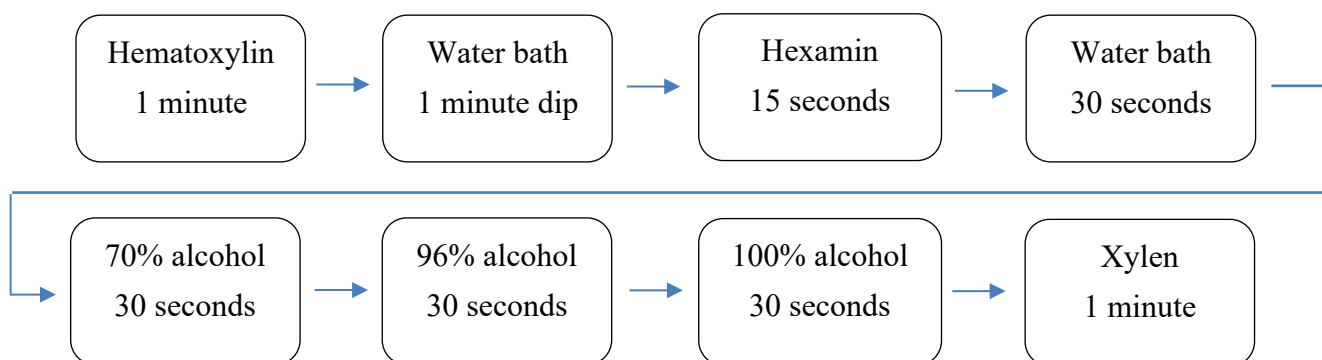 Hematoxylin
1 minute
Water bath
1 minute dip
Hexamin
15 seconds
Water bath
30 seconds
70% alcohol
30 seconds
96% alcohol
30 seconds
100% alcohol
30 seconds
Xylen
1 minute